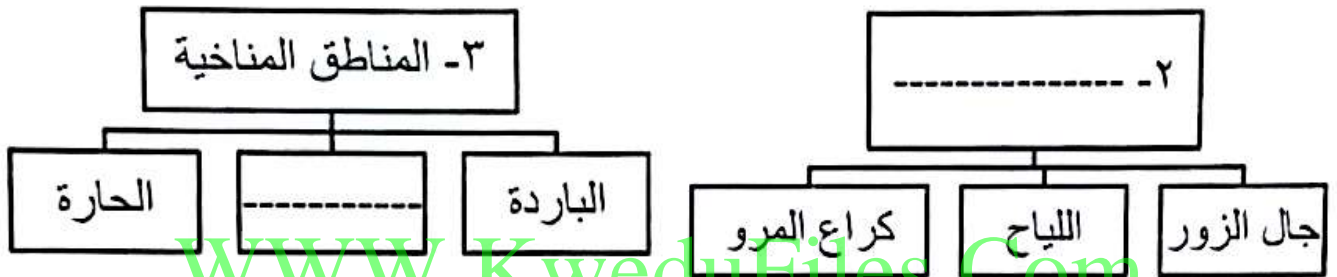 ٢- ---------------
جال الزور
اللياح
كراع المرو
٣- المناطق المناخية
الباردة
------------
الحارة
WWW.KweduFiles.Com